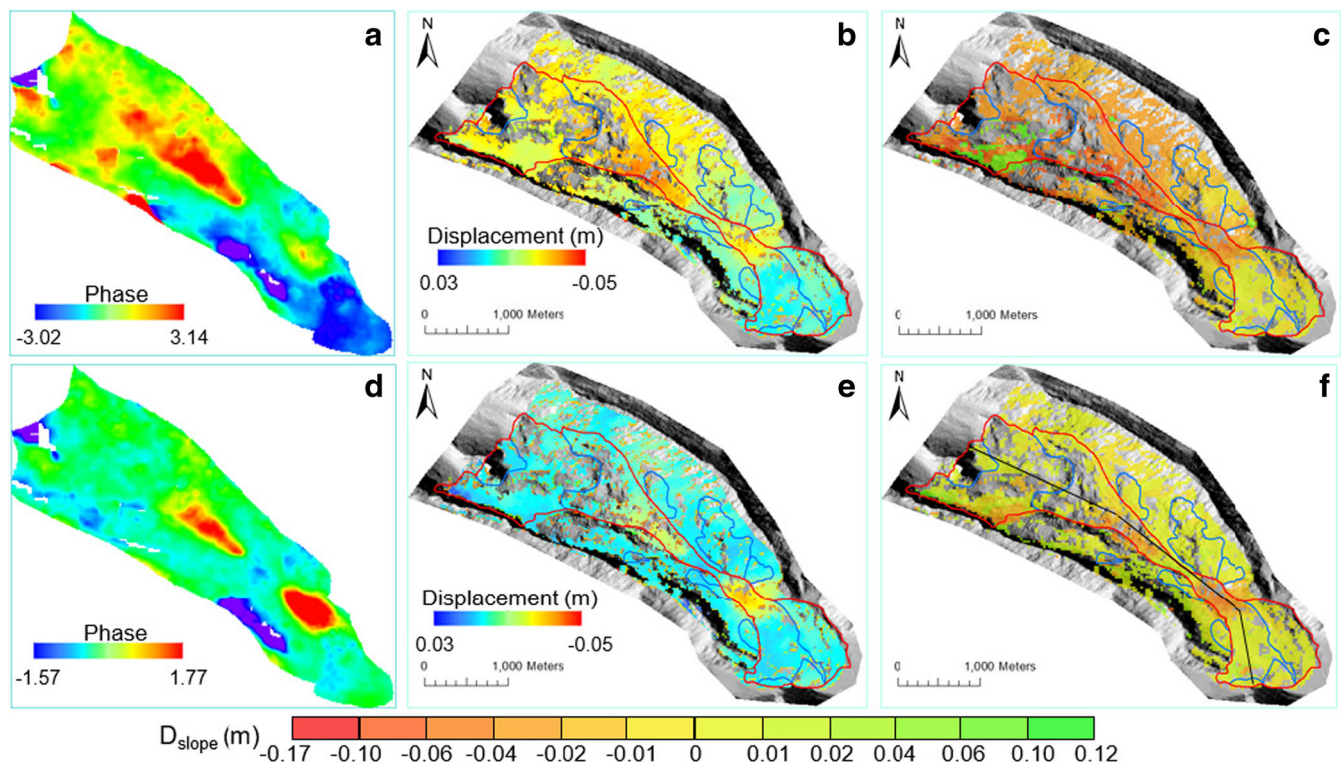 a
Phase
-3.02 3.14
N
b
Displacement (m)
0.03 -0.05
0 1,000 Meters
N
c
0 1,000 Meters
d
Phase
-1.57 1.77
N
e
Displacement (m)
0.03 -0.05
0 1,000 Meters
N
f
0 1,000 Meters
Dslope (m)
-0.17 -0.10 -0.06 -0.04 -0.02 -0.01 0 0.01 0.02 0.04 0.06 0.10 0.12